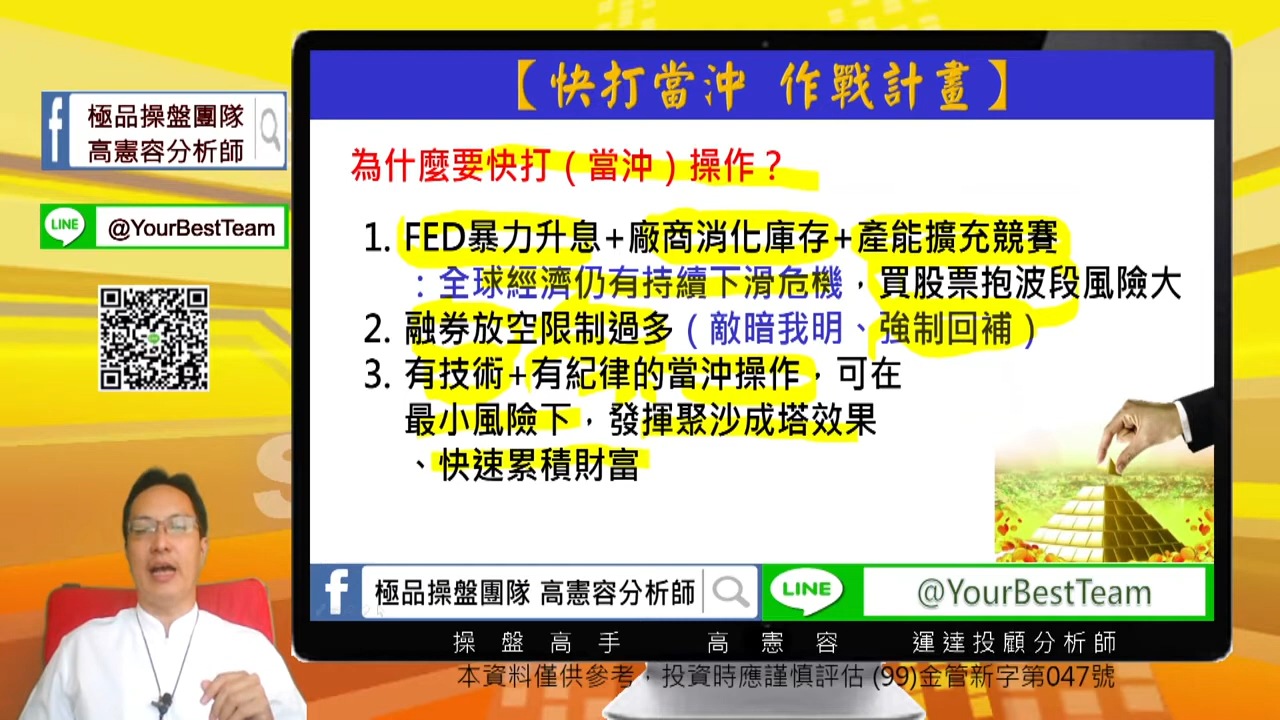 極品操盤團隊
高憲容分析師
LINE
@YourBestTeam
【快打當沖 作戰計畫】
為什麼要快打(當沖)操作?
1. FED暴力升息+廠商消化庫存+產能擴充競賽
:全球經濟仍有持續下滑危機,買股票抱波段風險大
2. 融券放空限制過多(敵暗我明、強制回補)
3. 有技術+有紀律的當沖操作,可在
最小風險下,發揮聚沙成塔效果
、快速累積財富
極品操盤團隊 高憲容分析師
LINE
@YourBestTeam
操盤高手 高憲容 運達投顧分析師
本資料僅供參考,投資時應謹慎評估 (99)金管新字第047號